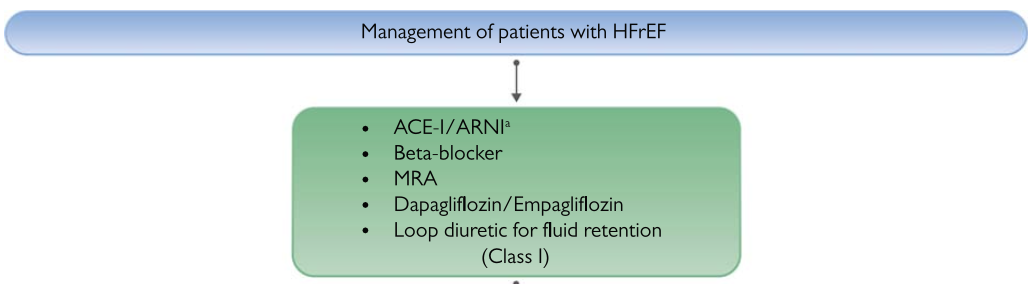 Management of patients with HFrEF
• ACE-I/ARNIᵃ
• Beta-blocker
• MRA
• Dapagliflozin/Empagliflozin
• Loop diuretic for fluid retention
(Class I)